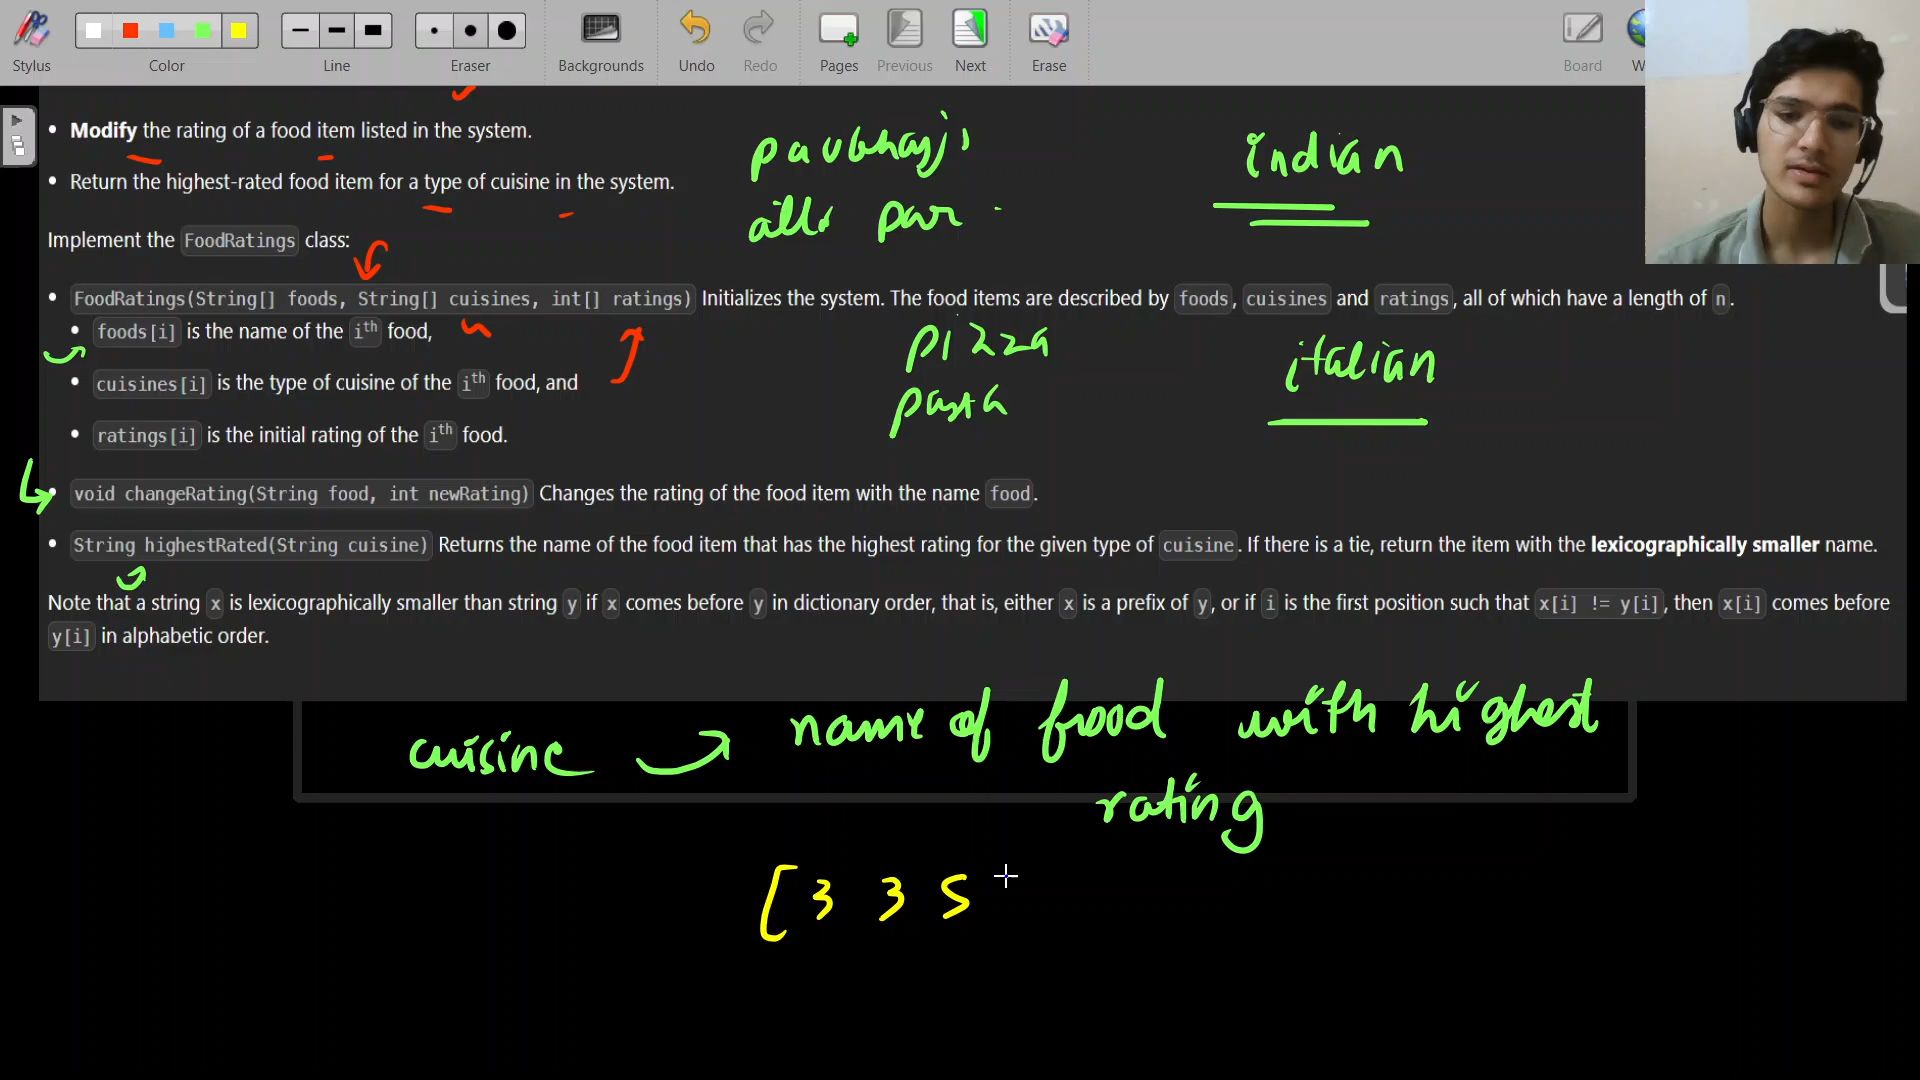 Stylus
Color
Line
Eraser
Backgrounds
Undo
Redo
Pages
Previous
Next
Erase
Board
W
• Modify the rating of a food item listed in the system.
• Return the highest-rated food item for a type of cuisine in the system.
Implement the FoodRatings class:
• FoodRatings(String[] foods, String[] cuisines, int[] ratings) Initializes the system. The food items are described by foods, cuisines and ratings, all of which have a length of n.
• foods[i] is the name of the ith food,
• cuisines[i] is the type of cuisine of the ith food, and
• ratings[i] is the initial rating of the ith food.
• void changeRating(String food, int newRating) Changes the rating of the food item with the name food.
• String highestRated(String cuisine) Returns the name of the food item that has the highest rating for the given type of cuisine. If there is a tie, return the item with the lexicographically smaller name.
Note that a string x is lexicographically smaller than string y if x comes before y in dictionary order, that is, either x is a prefix of y, or if i is the first position such that x[i] != y[i], then x[i] comes before
y[i] in alphabetic order.
pavbhaji
indian
pizza
pasta
italian
cuisine → name of food with highest
rating
[ 3 3 5